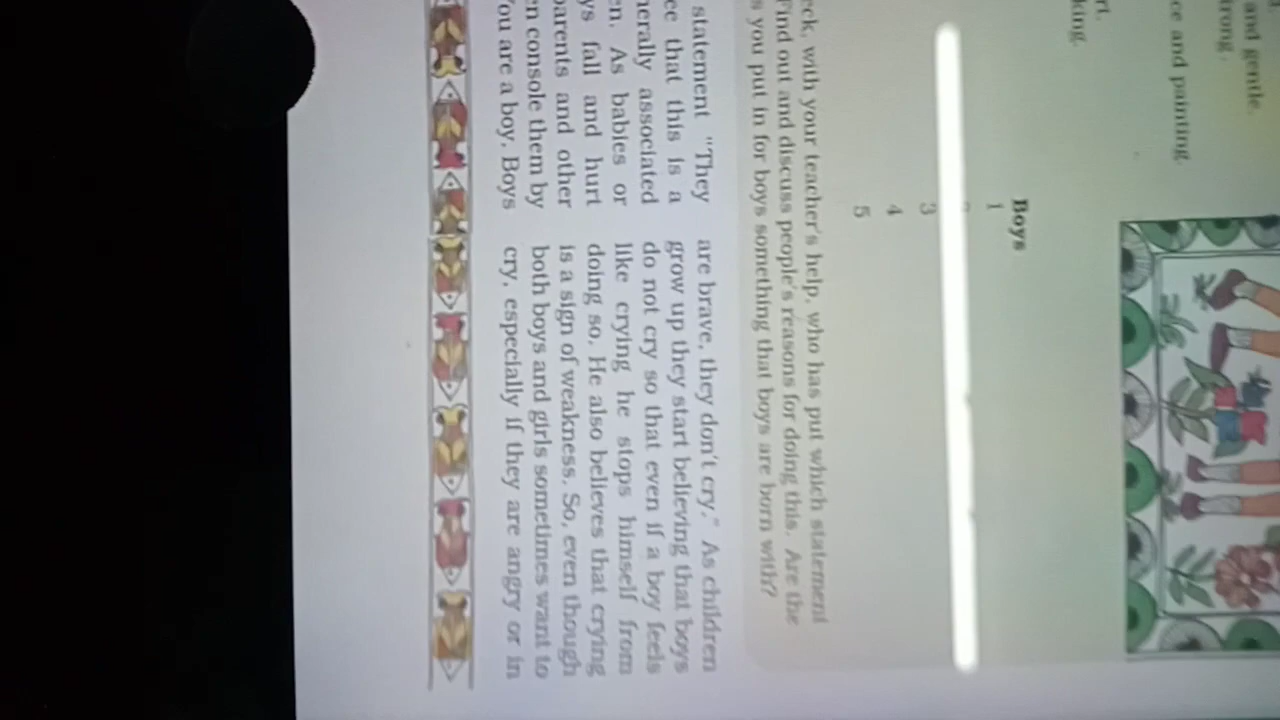 and gentle.
trong.
ce and painting.
rt.
king.
Boys
1
3
4
5
eck, with your teacher's help, who has put which statement
Find out and discuss people's reasons for doing this. Are the
s you put in for boys something that boys are born with?
statement "They
ee that this is a
nerally associated
en. As babies or
ys fall and hurt
parents and other
en console them by
You are a boy. Boys
are brave, they don't cry." As children
grow up they start believing that boys
do not cry so that even if a boy feels
like crying he stops himself from
doing so. He also believes that crying
is a sign of weakness. So, even though
both boys and girls sometimes want to
cry, especially if they are angry or in